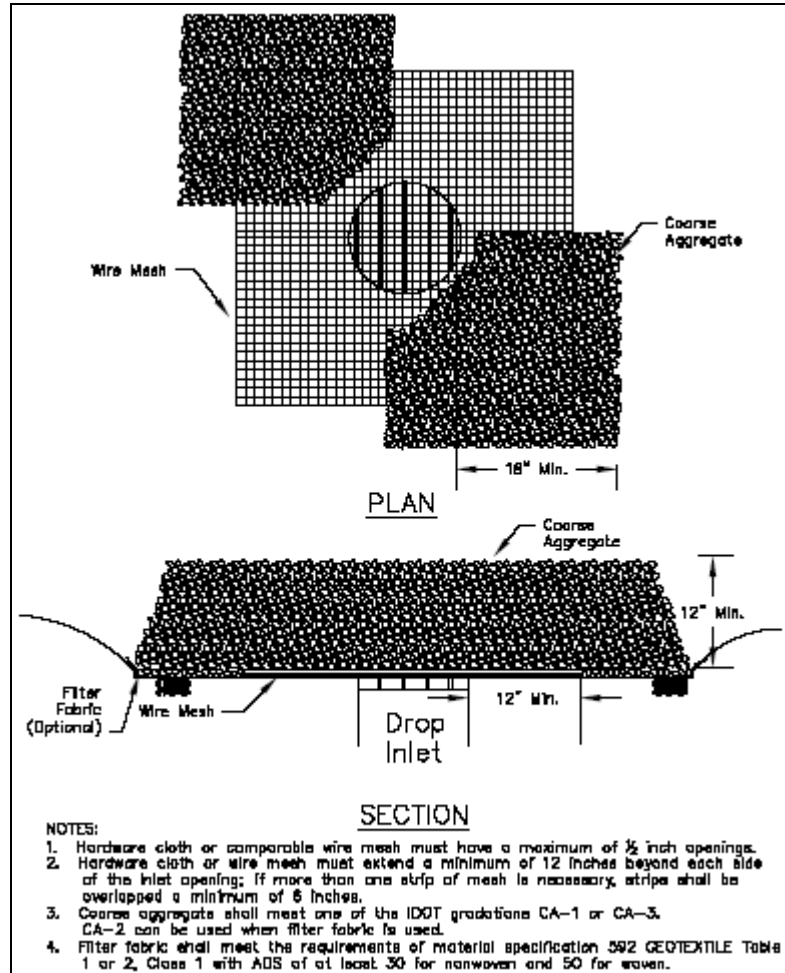 Coarse
Aggregate
Wire Mesh
18" Min.
PLAN
Coarse
Aggregate
12" Min.
Filter
Fabric
(Optional)
Wire Mesh
12" Min.
Drop
Inlet
SECTION
NOTES:
1. Hardware cloth or comparable wire mesh must have a maximum of ½ inch openings.
2. Hardware cloth or wire mesh must extend a minimum of 12 inches beyond each side
of the inlet opening; if more than one strip of mesh is necessary, strips shall be
overlapped a minimum of 6 inches.
3. Coarse aggregate shall meet one of the IDOT gradations CA-1 or CA-3.
CA-2 can be used when filter fabric is used.
4. Filter fabric shall meet the requirements of material specification 592 GEOTEXTILE Table
1 or 2, Class 1 with AOS of at least 30 for nonwoven and 50 for woven.